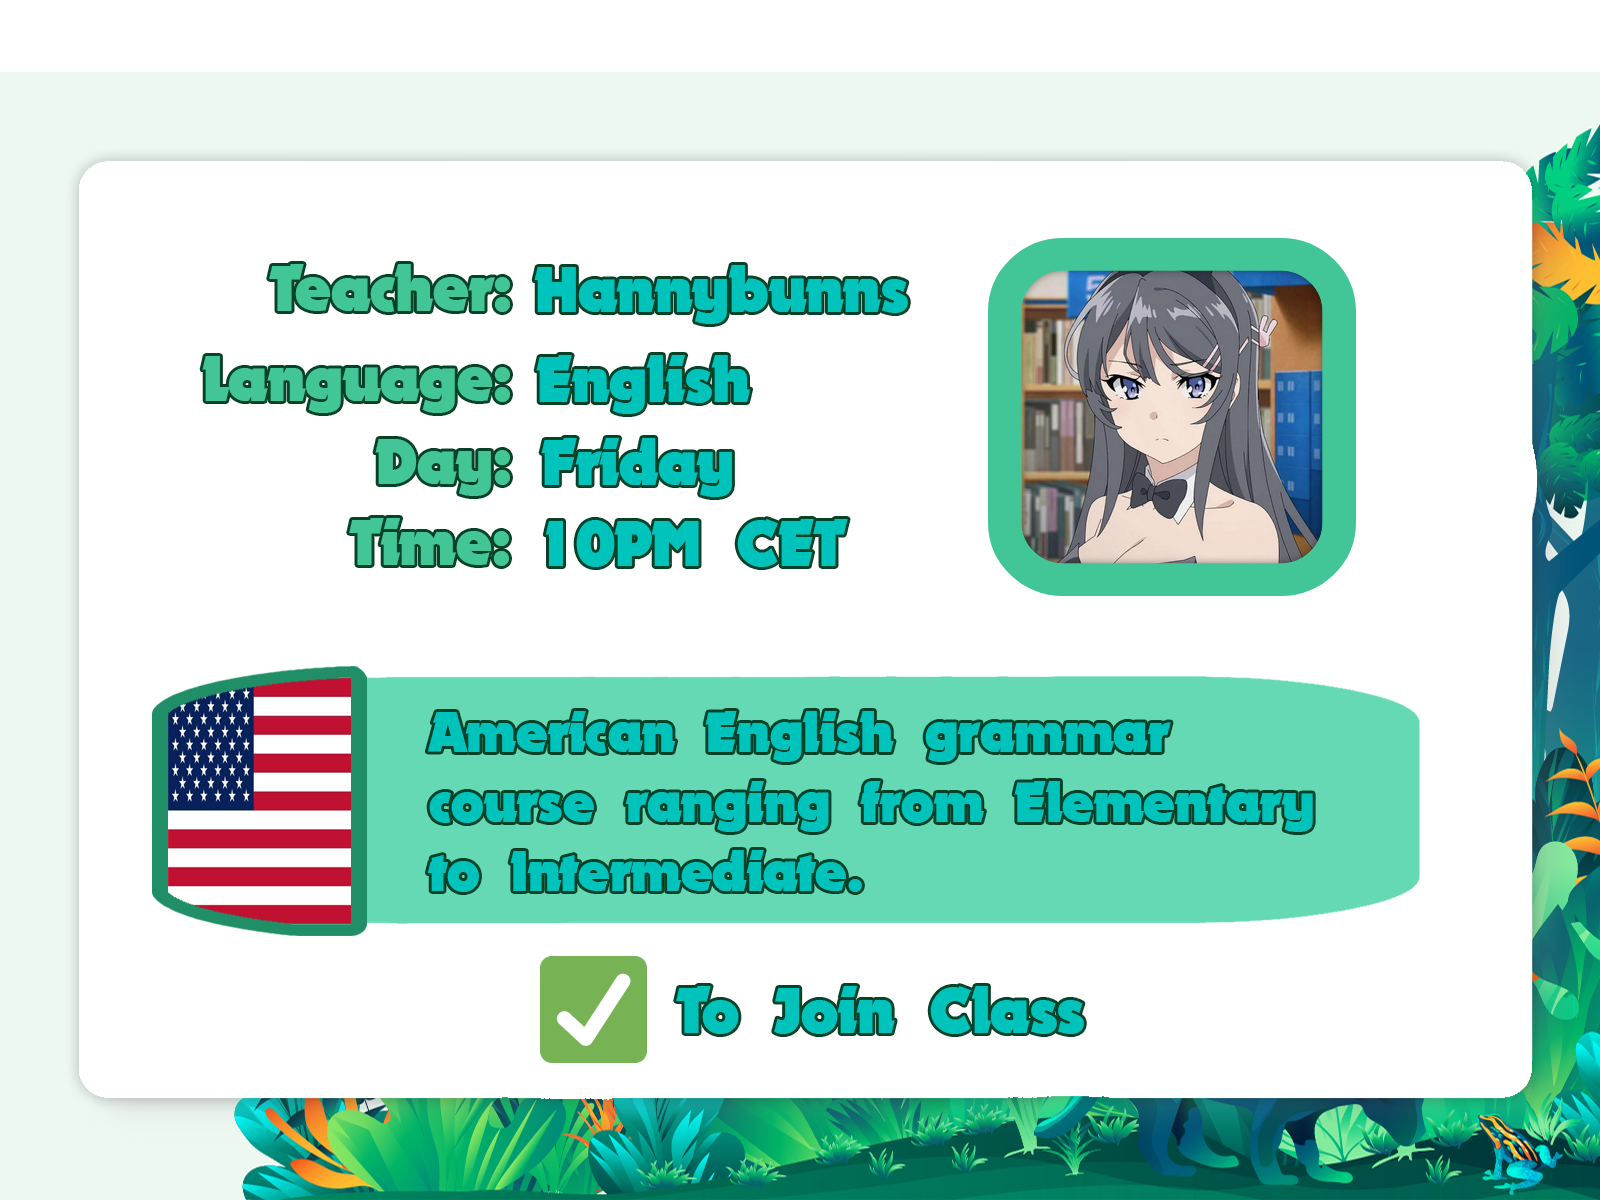 Teacher: Hannybunns
Language: English
Day: Friday
Time: 10PM CET
American English grammar
course ranging from Elementary
to Intermediate.
To Join Class